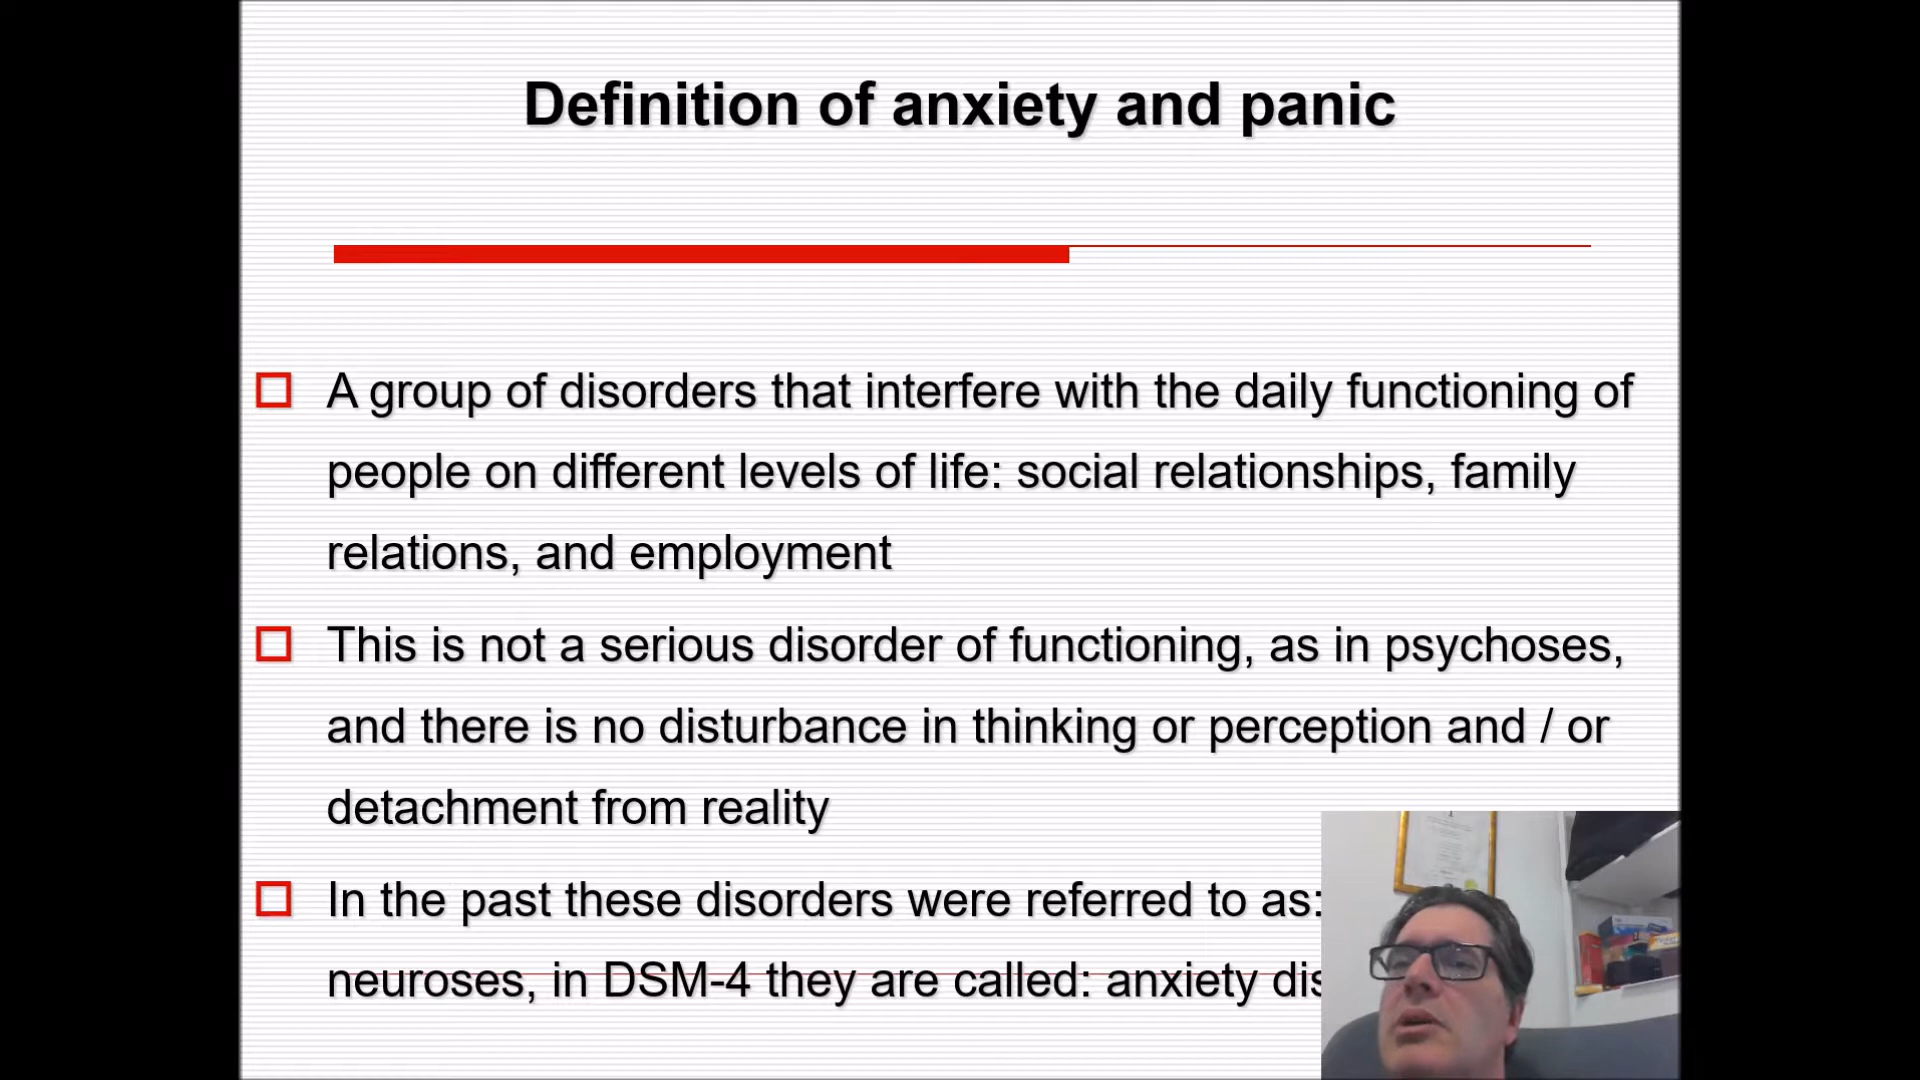 Definition of anxiety and panic
A group of disorders that interfere with the daily functioning of
people on different levels of life: social relationships, family
relations, and employment
This is not a serious disorder of functioning, as in psychoses,
and there is no disturbance in thinking or perception and / or
detachment from reality
In the past these disorders were referred to as:
neuroses, in DSM-4 they are called: anxiety dis